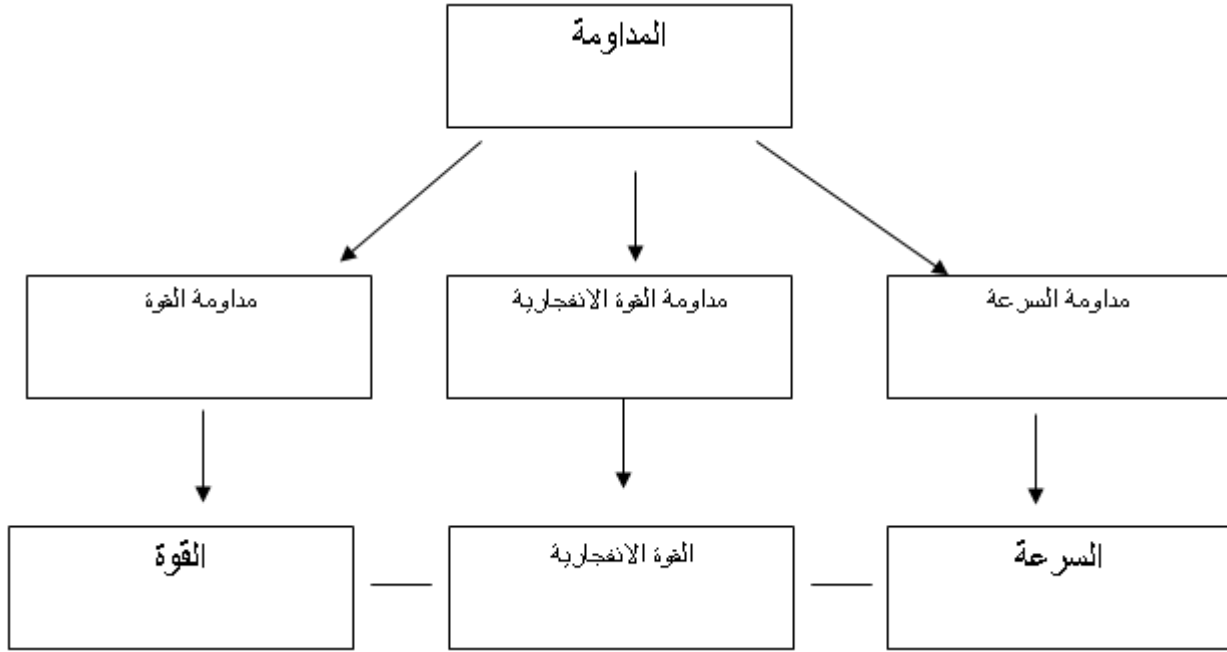 المداومة
مداومة السرعة
مداومة القوة الانفجارية
مداومة القوة
السرعة
القوة الانفجارية
القوة